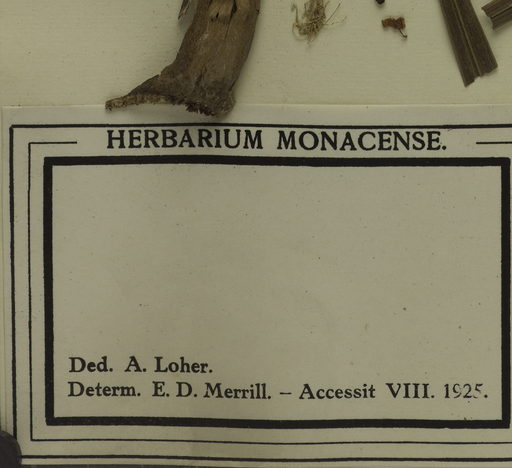 HERBARIUM MONACENSE.
Ded. A. Loher.
Determ. E. D. Merrill. – Accessit VIII. 1925.